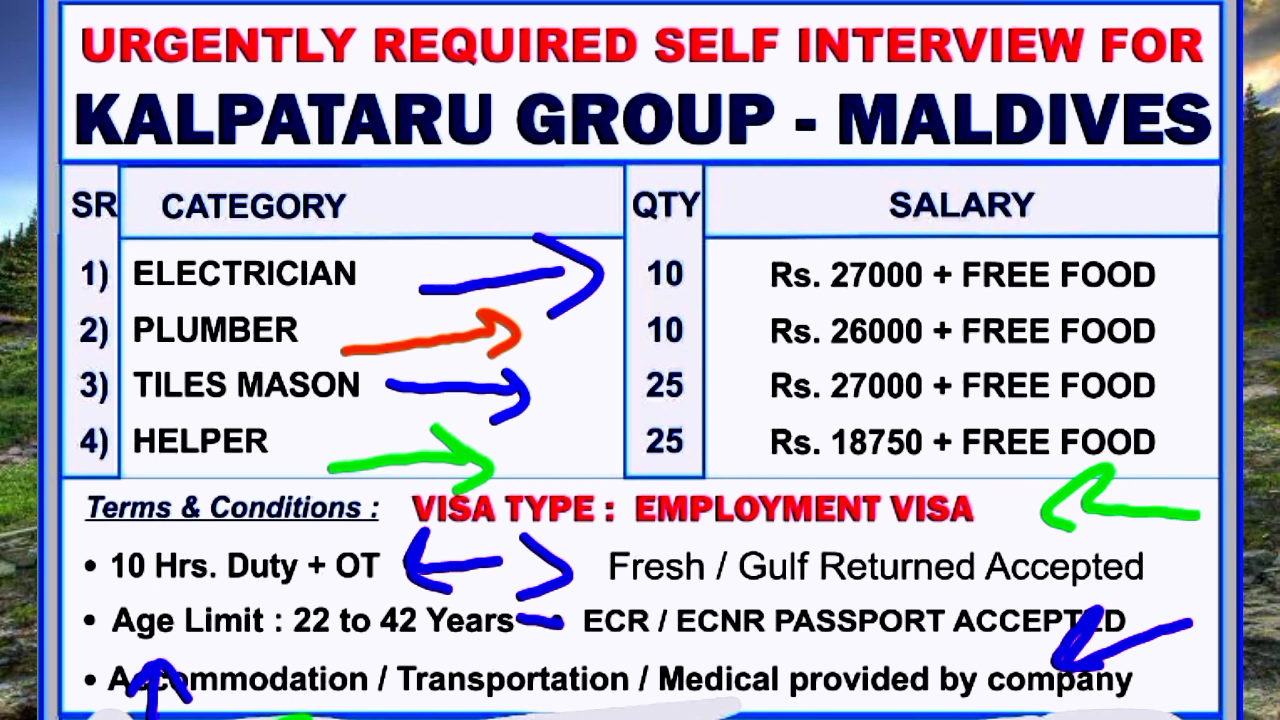 URGENTLY REQUIRED SELF INTERVIEW FOR
KALPATARU GROUP - MALDIVES
SR CATEGORY QTY SALARY
1) ELECTRICIAN 10 Rs. 27000 + FREE FOOD
2) PLUMBER 10 Rs. 26000 + FREE FOOD
3) TILES MASON 25 Rs. 27000 + FREE FOOD
4) HELPER 25 Rs. 18750 + FREE FOOD
Terms & Conditions : VISA TYPE : EMPLOYMENT VISA
• 10 Hrs. Duty + OT Fresh / Gulf Returned Accepted
• Age Limit : 22 to 42 Years ECR / ECNR PASSPORT ACCEPTED
• Accommodation / Transportation / Medical provided by company